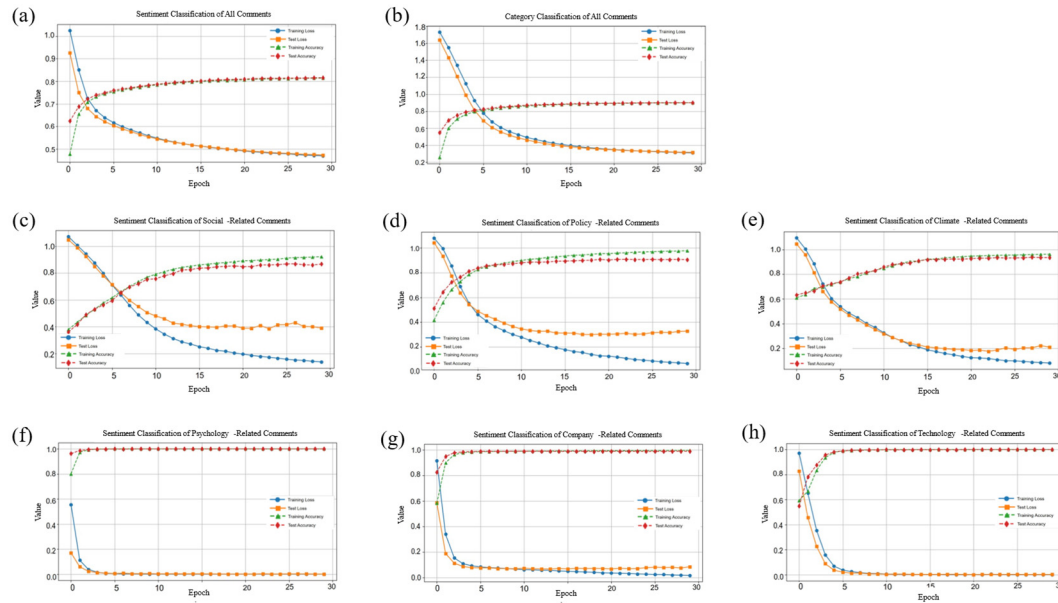 (a)
Sentiment Classification of All Comments
Value
1.0
0.9
0.8
0.7
0.6
0.5
Training Loss
Test Loss
Training Accuracy
Test Accuracy
0 5 10 15 20 25 30
Epoch
(b)
Category Classification of All Comments
Value
1.8
1.6
1.4
1.2
1.0
0.8
0.6
0.4
0.2
Training Loss
Test Loss
Training Accuracy
Test Accuracy
0 5 10 15 20 25 30
Epoch
(c)
Sentiment Classification of Social -Related Comments
Value
1.0
0.8
0.6
0.4
0.2
Training Loss
Test Loss
Training Accuracy
Test Accuracy
0 5 10 15 20 25 30
Epoch
(d)
Sentiment Classification of Policy -Related Comments
Value
1.0
0.8
0.6
0.4
0.2
0.0
Training Loss
Test Loss
Training Accuracy
Test Accuracy
0 5 10 15 20 25 30
Epoch
(e)
Sentiment Classification of Climate -Related Comments
Value
1.0
0.8
0.6
0.4
0.2
Training Loss
Test Loss
Training Accuracy
Test Accuracy
0 5 10 15 20 25 30
Epoch
(f)
Sentiment Classification of Psychology -Related Comments
Value
1.0
0.8
0.6
0.4
0.2
0.0
Training Loss
Test Loss
Training Accuracy
Test Accuracy
0 5 10 15 20 25 30
(g)
Sentiment Classification of Company -Related Comments
Value
1.0
0.8
0.6
0.4
0.2
0.0
Training Loss
Test Loss
Training Accuracy
Test Accuracy
0 5 10 15 20 25 30
Epoch
(h)
Sentiment Classification of Technology -Related Comments
Value
1.0
0.8
0.6
0.4
0.2
0.0
Training Loss
Test Loss
Training Accuracy
Test Accuracy
0 5 10 15 20 25 30
Epoch